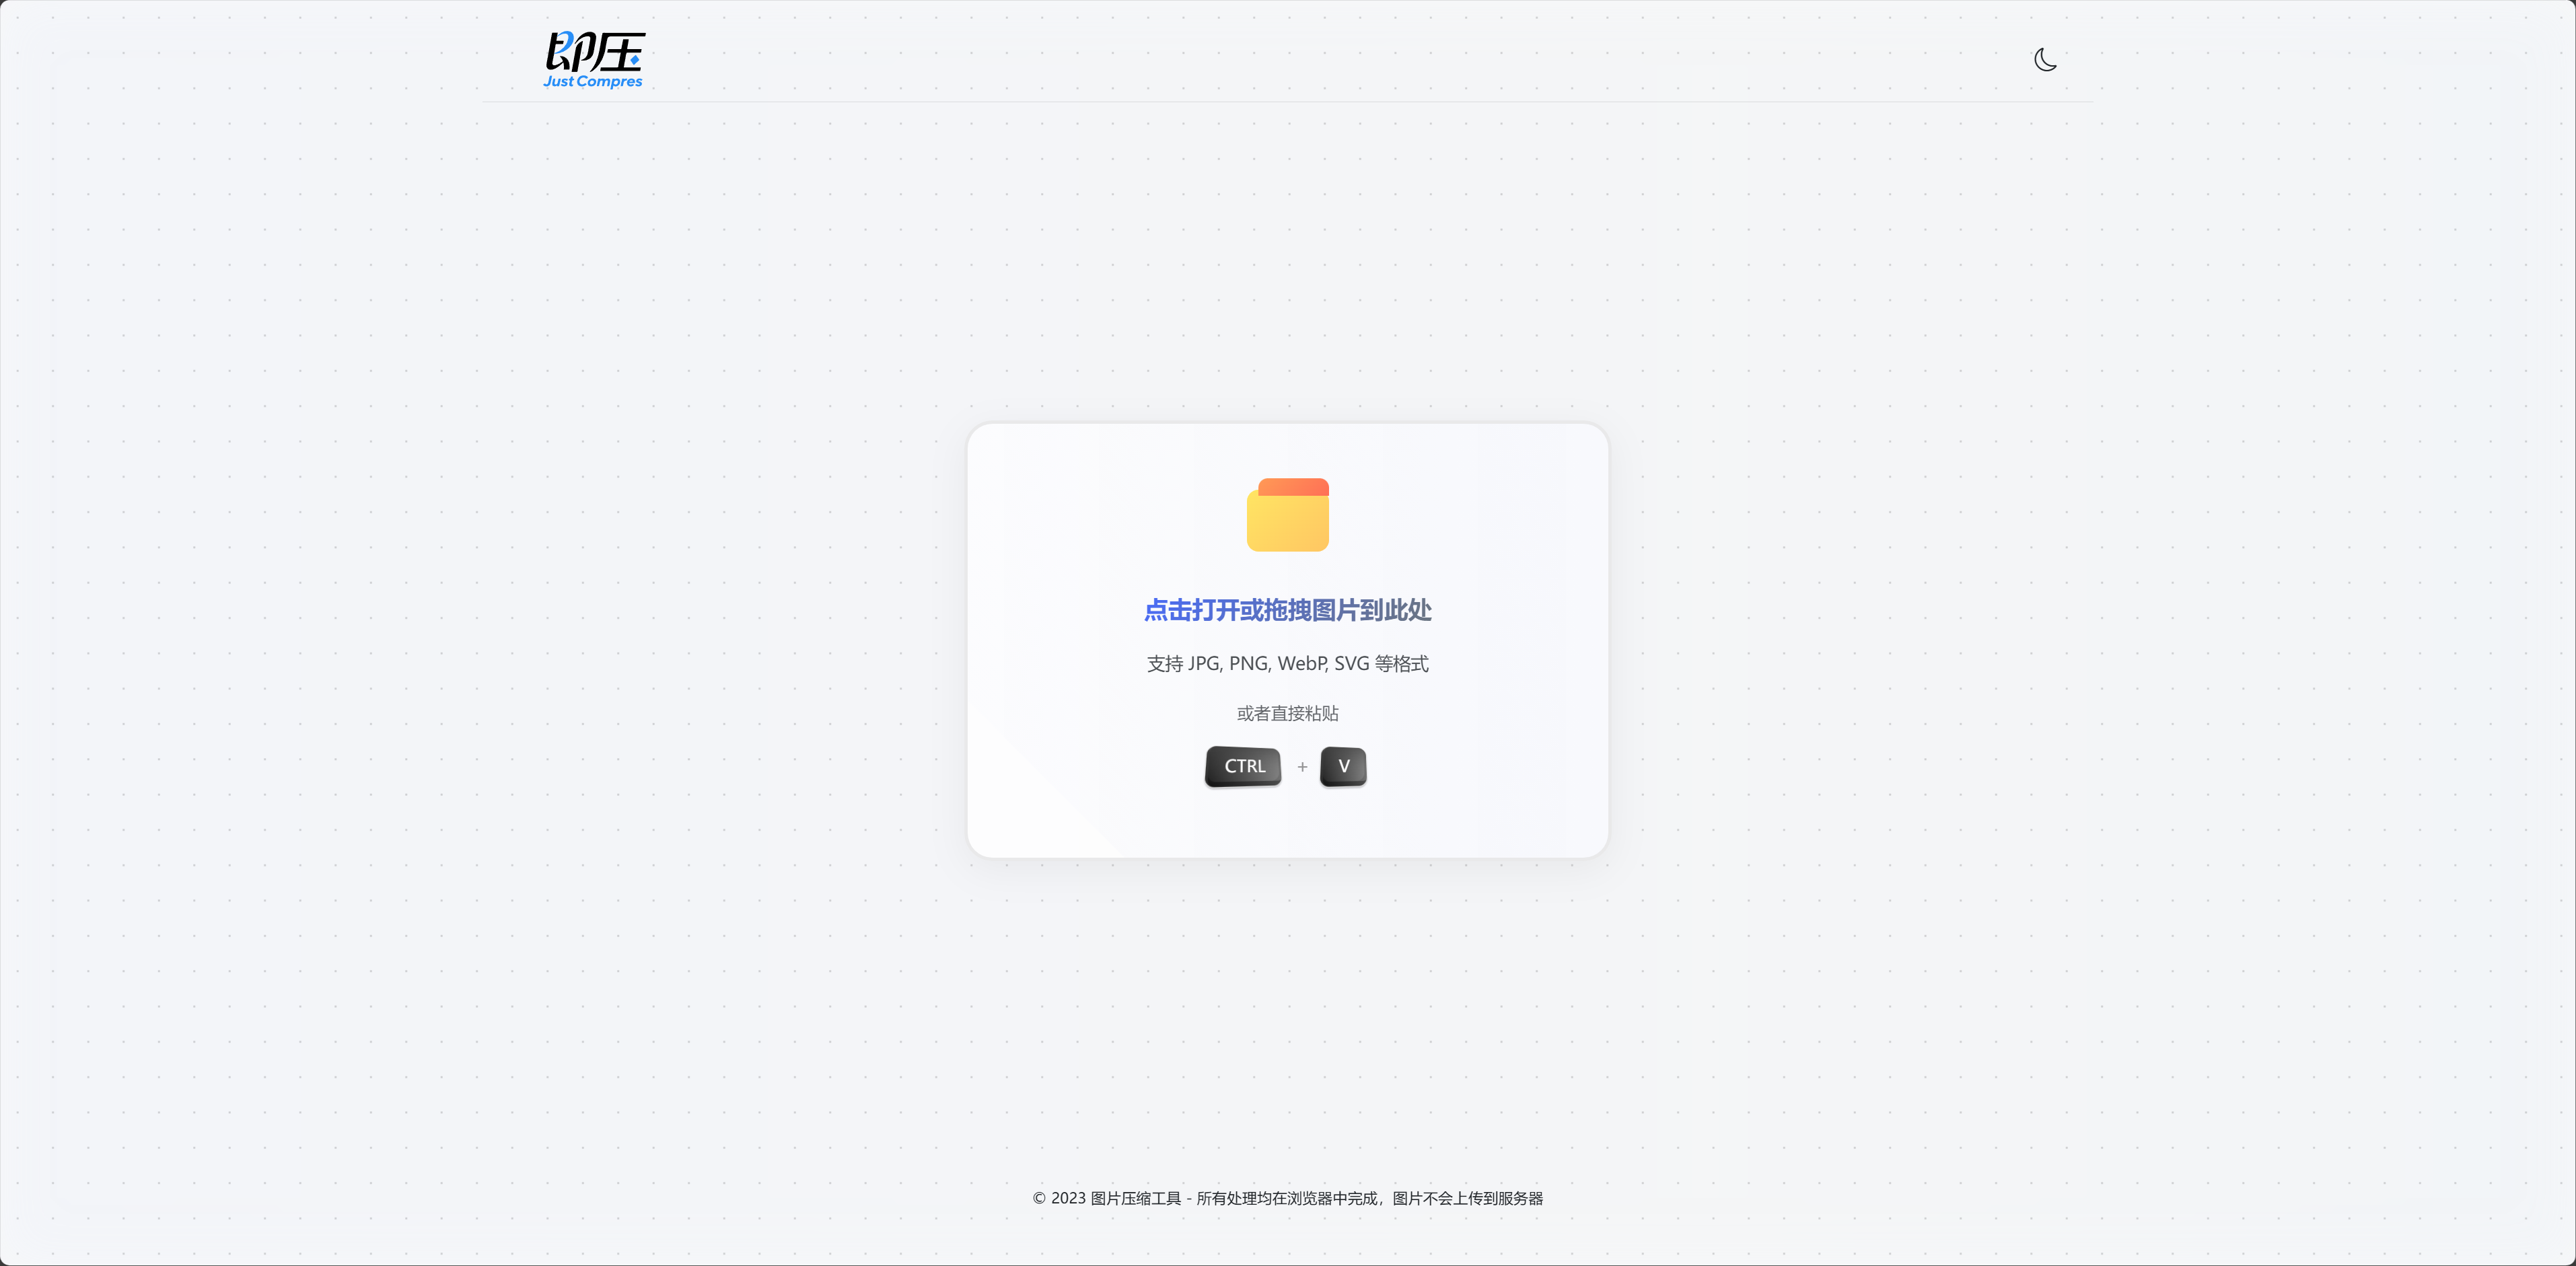 即压
Just Compres
点击打开或拖拽图片到此处
支持 JPG, PNG, WebP, SVG 等格式
或者直接粘贴
CTRL + V
© 2023 图片压缩工具 - 所有处理均在浏览器中完成，图片不会上传到服务器